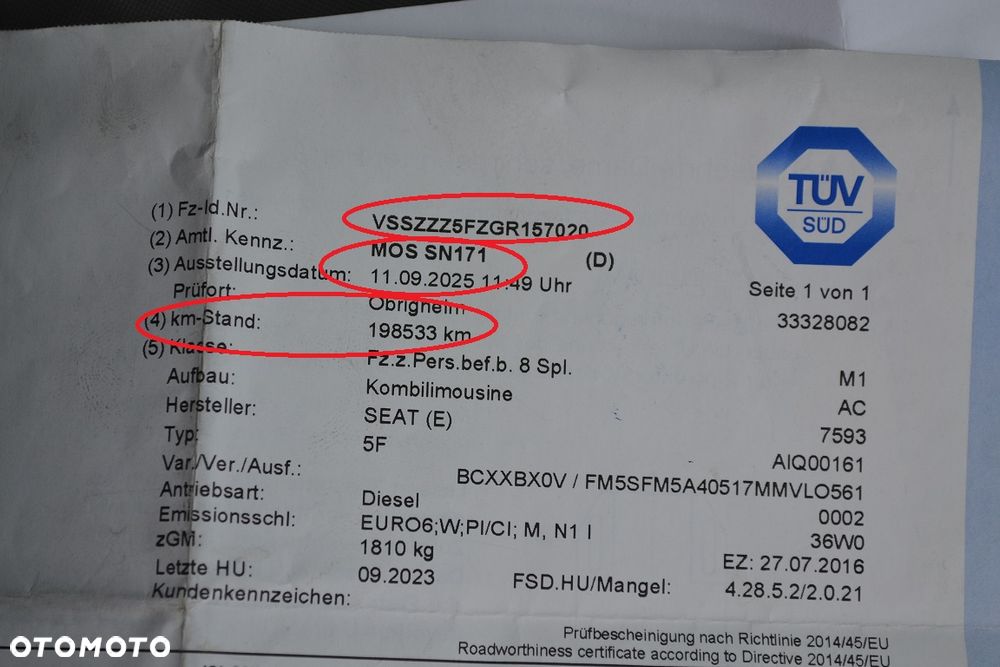 TÜV
SÜD
(1) Fz-Id.Nr.: VSSZZZ5FZGR157020
(2) Amtl. Kennz.: MOS SN171 (D)
(3) Ausstellungsdatum: 11.09.2025 11:49 Uhr Seite 1 von 1
Prüfort: Obrigheim 33328082
(4) km-Stand: 198533 km
(5) Klasse: Fz.z.Pers.bef.b. 8 Spl. M1
Aufbau: Kombilimousine AC
Hersteller: SEAT (E) 7593
Typ: 5F AIQ00161
Var./Ver./Ausf.: BCXXBX0V / FM5SFM5A40517MMVLO561
Antriebsart: Diesel 0002
Emissionsschl: EURO6;W;PI/CI; M, N1 I 36W0
zGM: 1810 kg EZ: 27.07.2016
Letzte HU: 09.2023 FSD.HU/Mangel: 4.28.5.2/2.0.21
Kundenkennzeichen:
Prüfbescheinigung nach Richtlinie 2014/45/EU
Roadworthiness certificate according to Directive 2014/45/EU
OTOMOTO